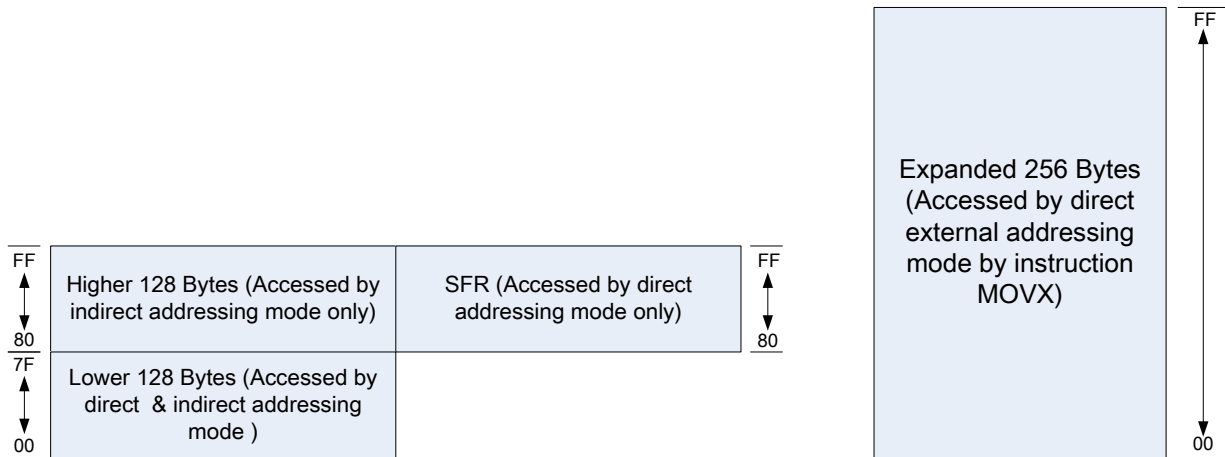 FF
80
7F
00
Higher 128 Bytes (Accessed by
indirect addressing mode only)
SFR (Accessed by direct
addressing mode only)
FF
80
Lower 128 Bytes (Accessed by
direct & indirect addressing
mode )
Expanded 256 Bytes
(Accessed by direct
external addressing
mode by instruction
MOVX)
FF
00